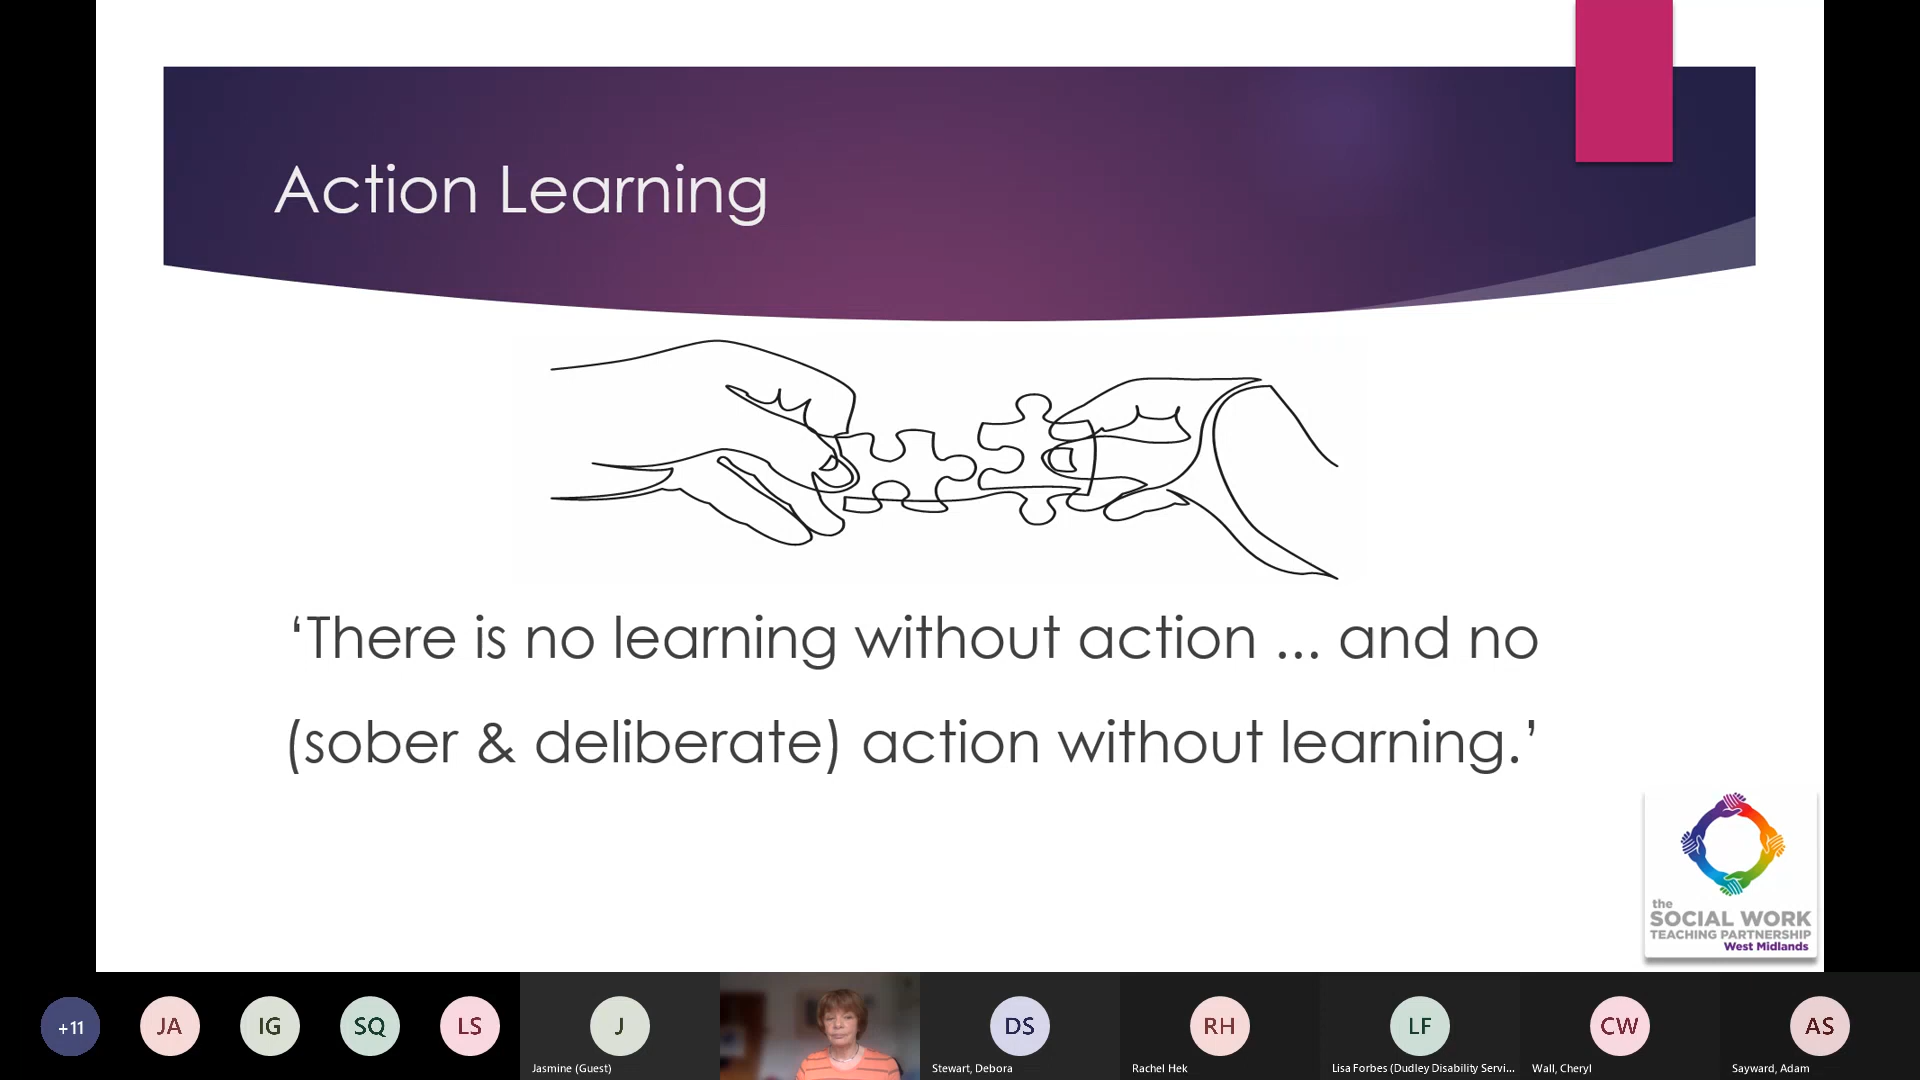 Action Learning
‘There is no learning without action ... and no
(sober & deliberate) action without learning.’
the
SOCIAL WORK
TEACHING PARTNERSHIP
West Midlands
+11
JA
IG
SQ
LS
J
DS
RH
LF
CW
AS
Jasmine (Guest)
Stewart, Debora
Rachel Hek
Lisa Forbes (Dudley Disability Servi...
Wall, Cheryl
Sayward, Adam